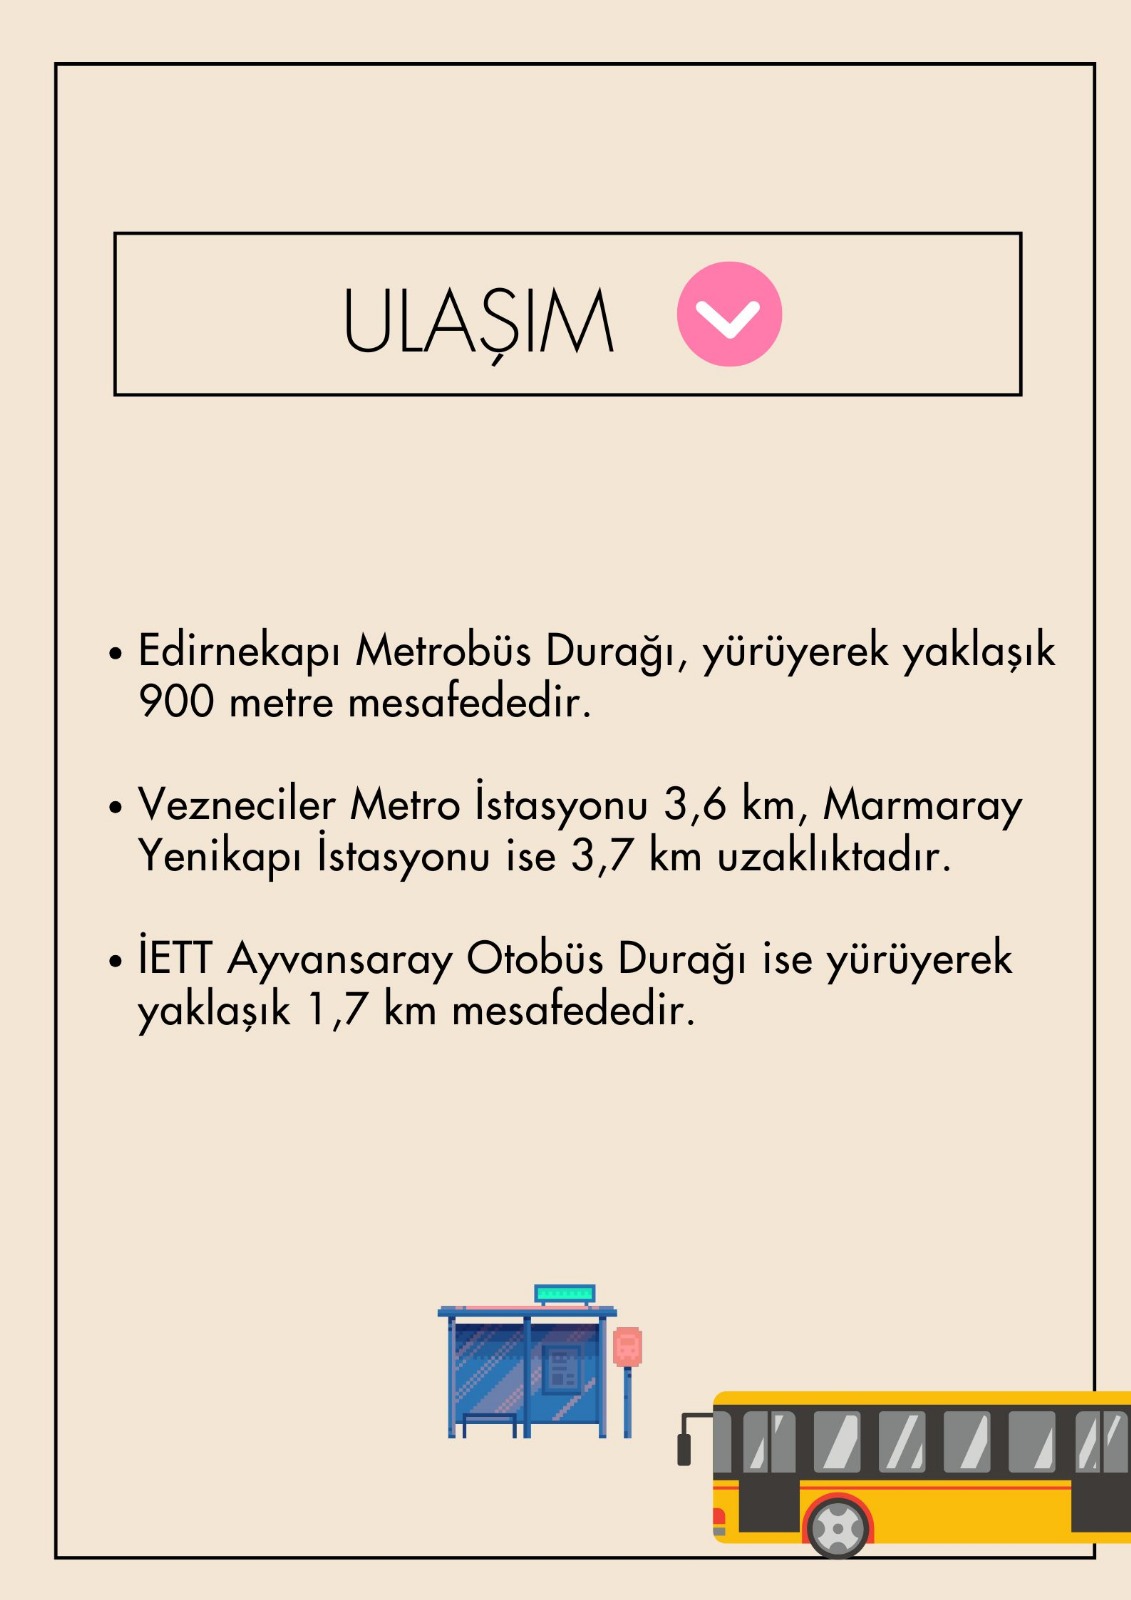 ULAŞIM
• Edirnekapı Metrobüs Durağı, yürüyerek yaklaşık
900 metre mesafededir.
• Vezneciler Metro İstasyonu 3,6 km, Marmaray
Yenikapı İstasyonu ise 3,7 km uzaklıktadır.
• İETT Ayvansaray Otobüs Durağı ise yürüyerek
yaklaşık 1,7 km mesafededir.